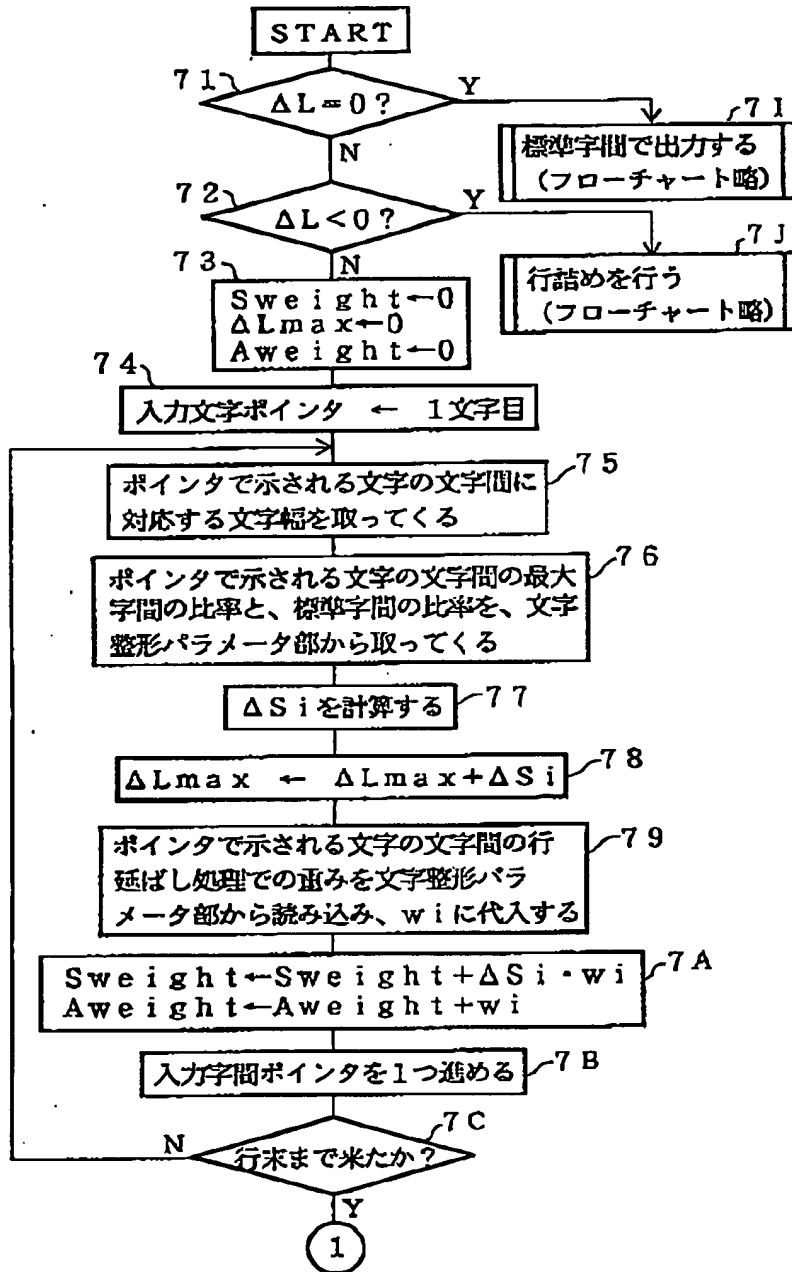 START
71
ΔL=0?
Y
7I
標準字間で出力する
(フローチャート略)
N
72
ΔL<0?
Y
7J
行詰めを行う
(フローチャート略)
N
73
Sweight←0
ΔLmax←0
Aweight←0
74
入力文字ポインタ ← 1文字目
75
ポインタで示される文字の文字間に
対応する文字幅を取ってくる
76
ポインタで示される文字の文字間の最大
字間の比率と、標準字間の比率を、文字
整形パラメータ部から取ってくる
77
ΔSiを計算する
78
ΔLmax ← ΔLmax+ΔSi
79
ポインタで示される文字の文字間の行
延ばし処理での重みを文字整形パラ
メータ部から読み込み、wiに代入する
7A
Sweight←Sweight+ΔSi・wi
Aweight←Aweight+wi
7B
入力字間ポインタを1つ進める
7C
N
行末まで来たか?
Y
1